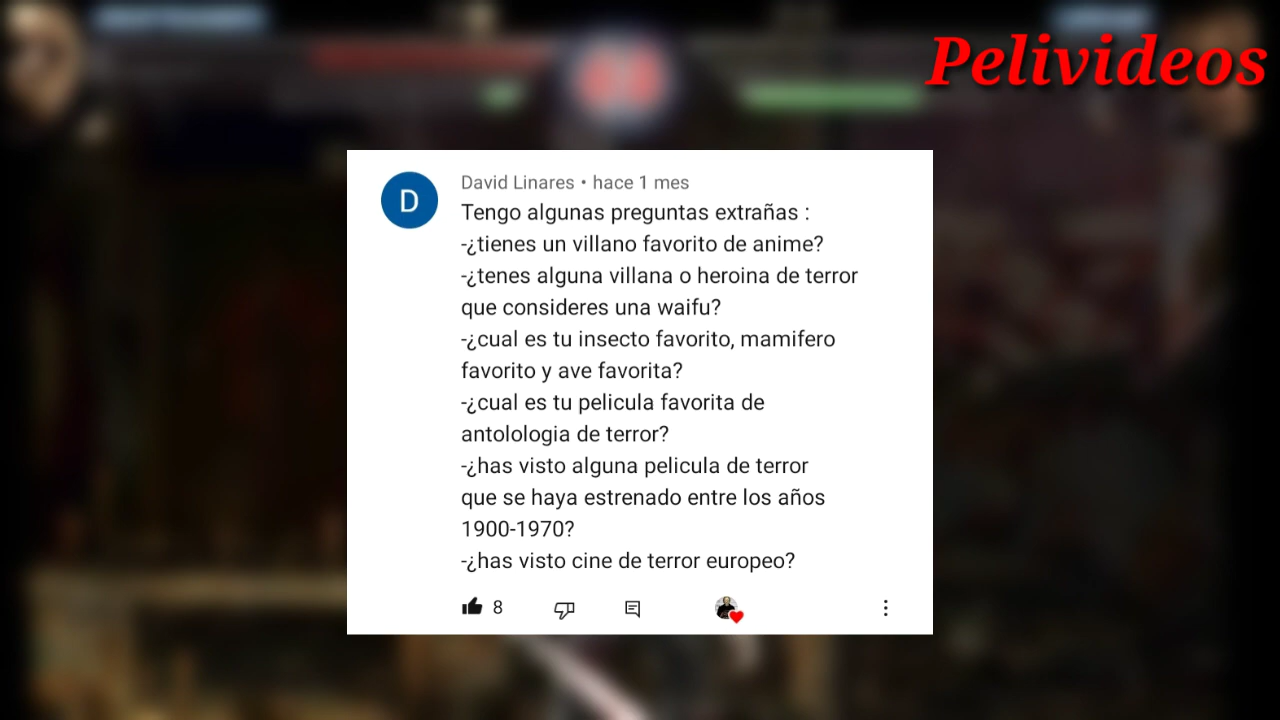 Pelivideos
D
David Linares • hace 1 mes
Tengo algunas preguntas extrañas :
-¿tienes un villano favorito de anime?
-¿tenes alguna villana o heroina de terror
que consideres una waifu?
-¿cual es tu insecto favorito, mamifero
favorito y ave favorita?
-¿cual es tu pelicula favorita de
antolologia de terror?
-¿has visto alguna pelicula de terror
que se haya estrenado entre los años
1900-1970?
-¿has visto cine de terror europeo?
8